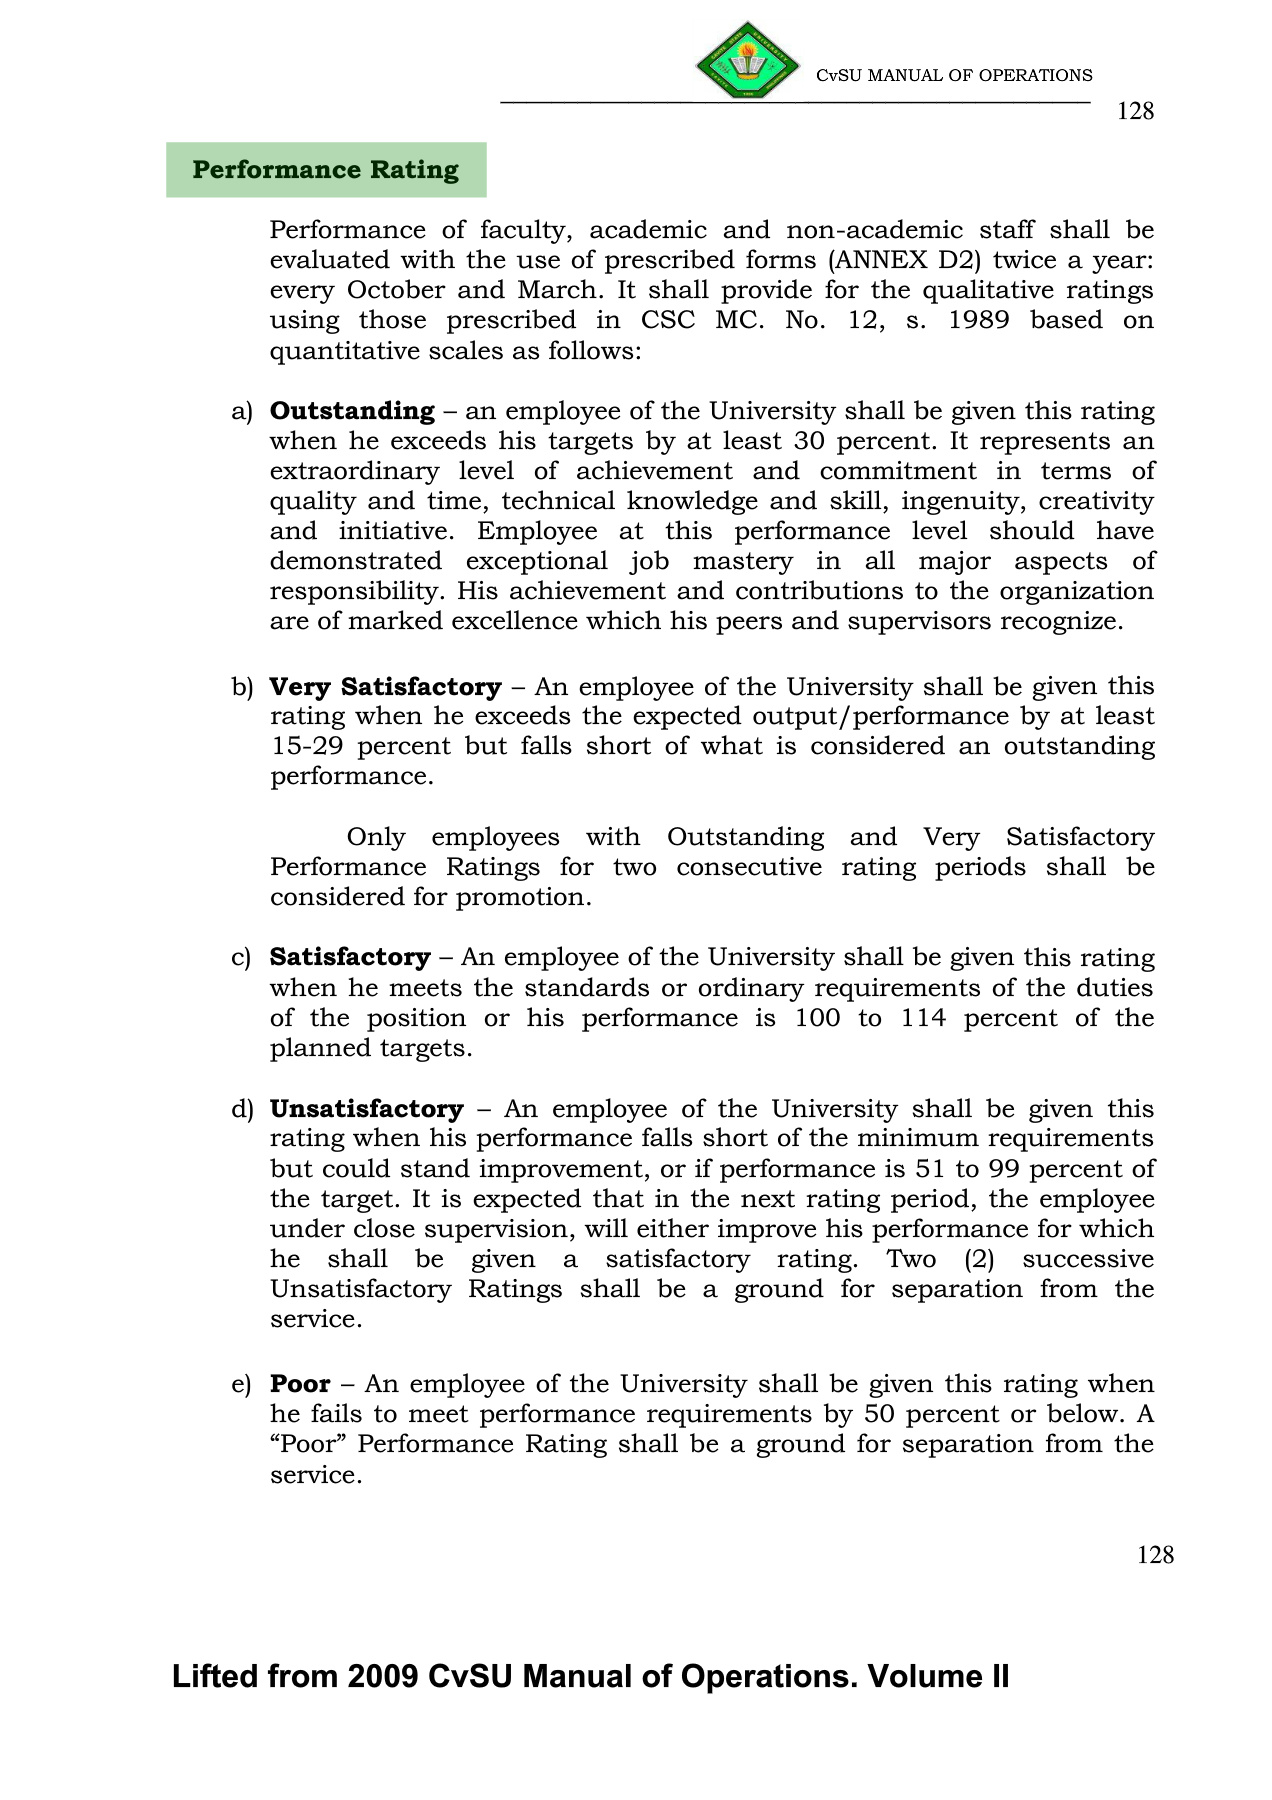 CvSU MANUAL OF OPERATIONS
128
Performance Rating
Performance of faculty, academic and non-academic staff shall be
evaluated with the use of prescribed forms (ANNEX D2) twice a year:
every October and March. It shall provide for the qualitative ratings
using those prescribed in CSC MC. No. 12, s. 1989 based on
quantitative scales as follows:
a) Outstanding – an employee of the University shall be given this rating
when he exceeds his targets by at least 30 percent. It represents an
extraordinary level of achievement and commitment in terms of
quality and time, technical knowledge and skill, ingenuity, creativity
and initiative. Employee at this performance level should have
demonstrated exceptional job mastery in all major aspects of
responsibility. His achievement and contributions to the organization
are of marked excellence which his peers and supervisors recognize.
b) Very Satisfactory – An employee of the University shall be given this
rating when he exceeds the expected output/performance by at least
15-29 percent but falls short of what is considered an outstanding
performance.
Only employees with Outstanding and Very Satisfactory
Performance Ratings for two consecutive rating periods shall be
considered for promotion.
c) Satisfactory – An employee of the University shall be given this rating
when he meets the standards or ordinary requirements of the duties
of the position or his performance is 100 to 114 percent of the
planned targets.
d) Unsatisfactory – An employee of the University shall be given this
rating when his performance falls short of the minimum requirements
but could stand improvement, or if performance is 51 to 99 percent of
the target. It is expected that in the next rating period, the employee
under close supervision, will either improve his performance for which
he shall be given a satisfactory rating. Two (2) successive
Unsatisfactory Ratings shall be a ground for separation from the
service.
e) Poor – An employee of the University shall be given this rating when
he fails to meet performance requirements by 50 percent or below. A
“Poor” Performance Rating shall be a ground for separation from the
service.
128
Lifted from 2009 CvSU Manual of Operations. Volume II